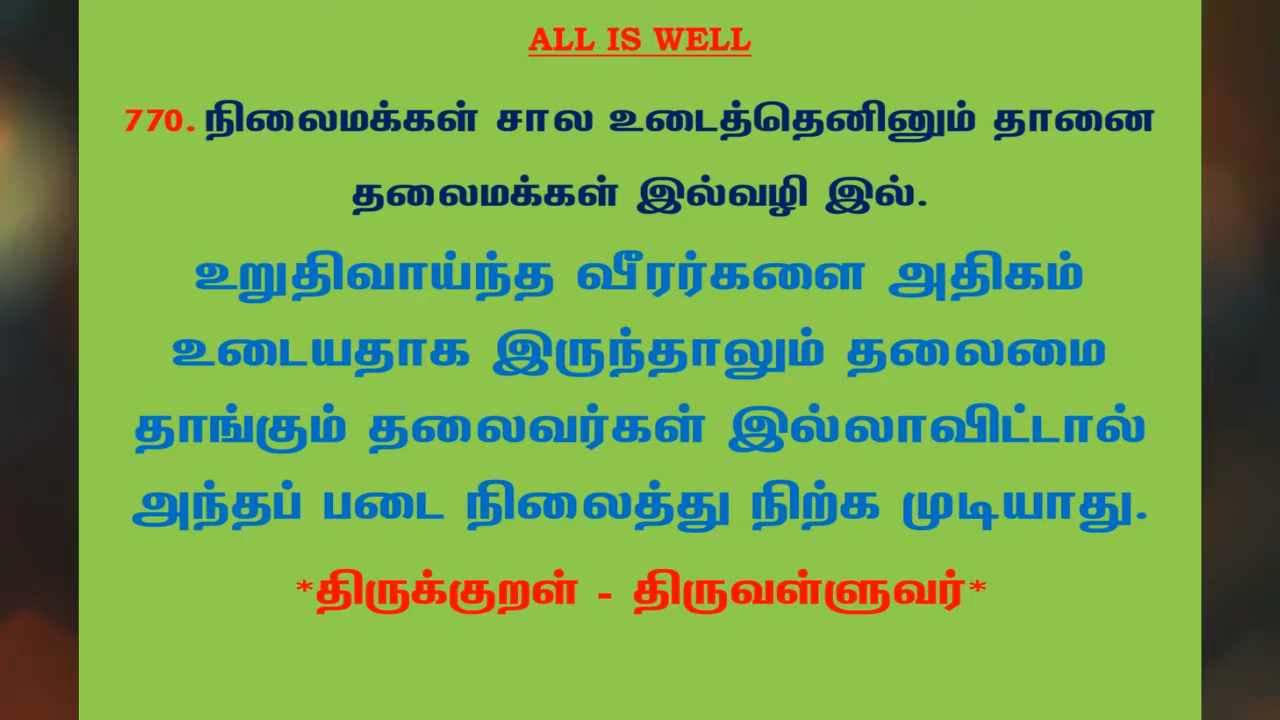 ALL IS WELL
770. நிலைமக்கள் சால உடைத்தெனினும் தானை
தலைமக்கள் இல்வழி இல்.
உறுதிவாய்ந்த வீரர்களை அதிகம்
உடையதாக இருந்தாலும் தலைமை
தாங்கும் தலைவர்கள் இல்லாவிட்டால்
அந்தப் படை நிலைத்து நிற்க முடியாது.
*திருக்குறள் - திருவள்ளுவர்*